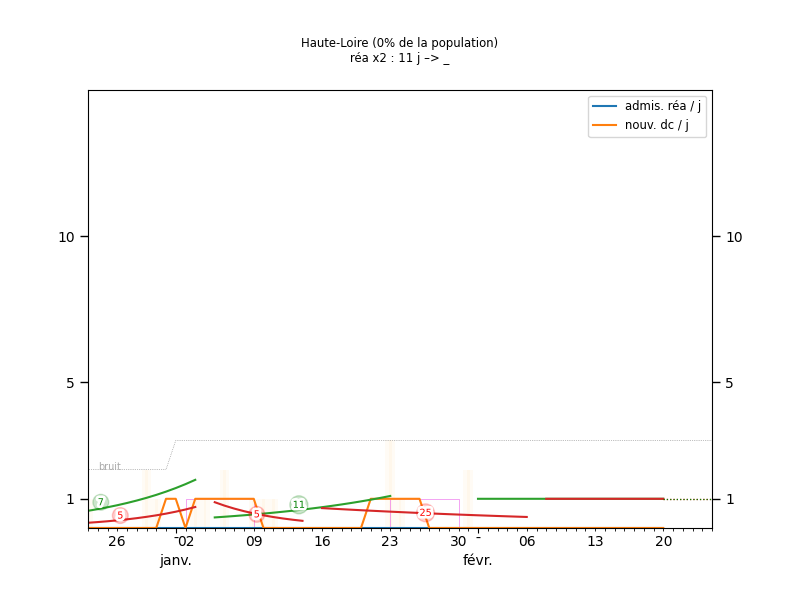 Haute-Loire (0% de la population)
réa x2 : 11 j –> _
admis. réa / j
nouv. dc / j
10 10
5 5
bruit
1 1
7 5 5 11 25
26 - 02 09 16 23 30 - 06 13 20
janv. févr.